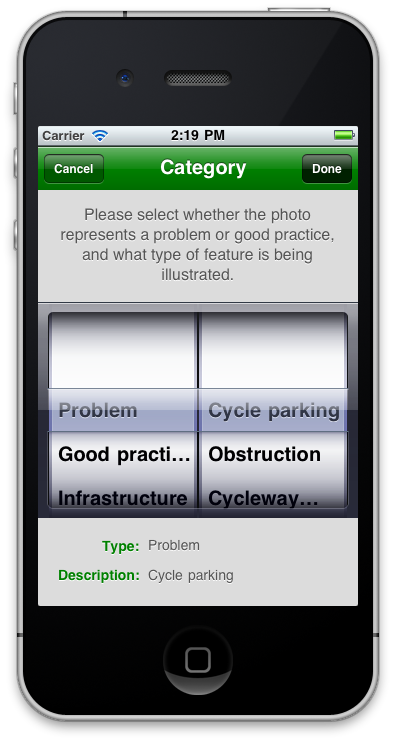 Carrier 2:19 PM
Cancel Category Done
Please select whether the photo
represents a problem or good practice,
and what type of feature is being
illustrated.
Problem Cycle parking
Good practi... Obstruction
Infrastructure Cycleway...
Type: Problem
Description: Cycle parking